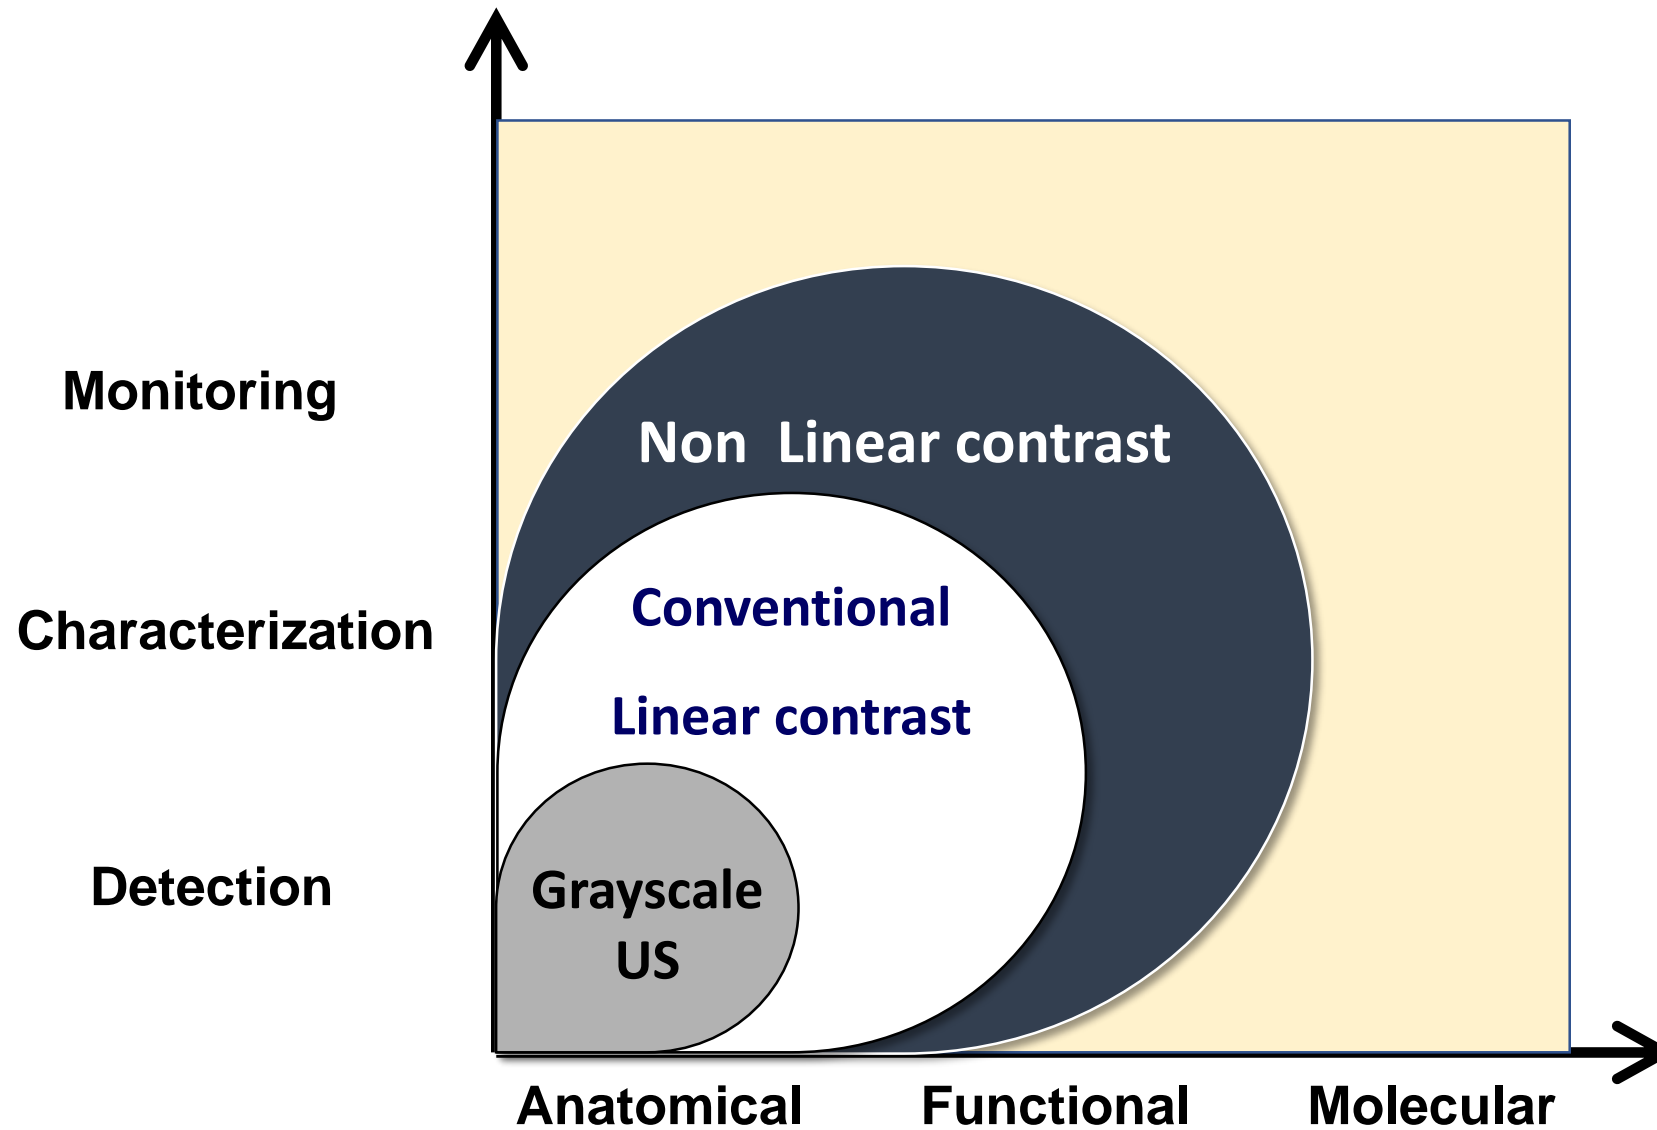 Monitoring
Non  Linear contrast
Conventional
Characterization
Linear contrast
Detection
Grayscale
US
Anatomical
Functional
Molecular